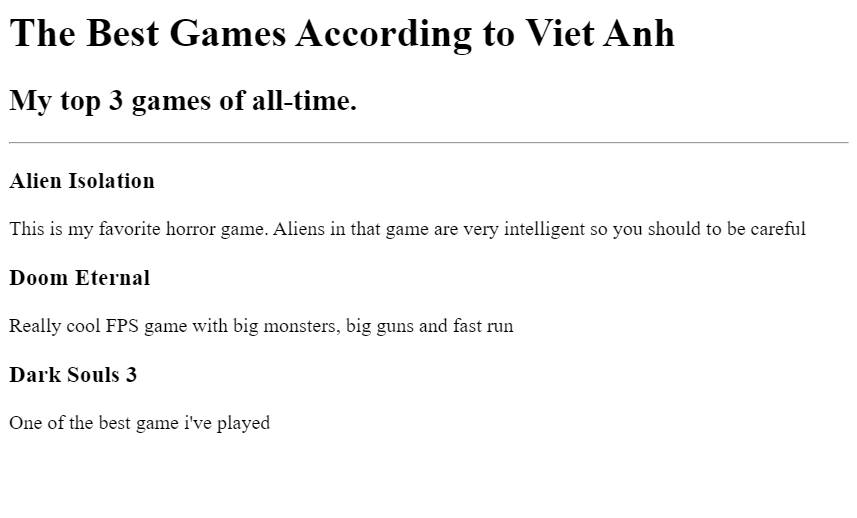 The Best Games According to Viet Anh
My top 3 games of all-time.
Alien Isolation
This is my favorite horror game. Aliens in that game are very intelligent so you should to be careful
Doom Eternal
Really cool FPS game with big monsters, big guns and fast run
Dark Souls 3
One of the best game i've played